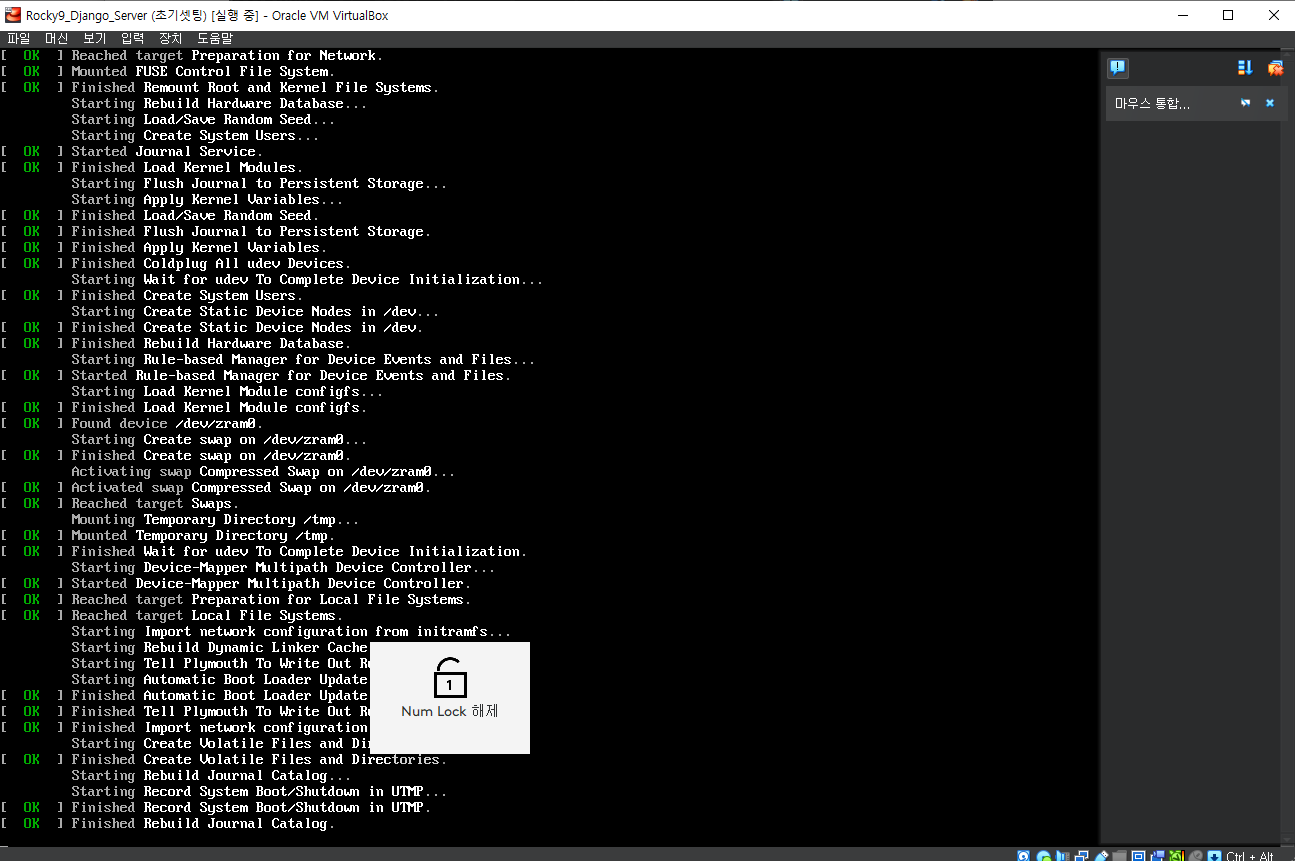 Rocky9_Django_Server (초기셋팅) [실행 중] - Oracle VM VirtualBox
파일 머신 보기 입력 장치 도움말
[ OK ] Reached target Preparation for Network.
[ OK ] Mounted FUSE Control File System.
[ OK ] Finished Remount Root and Kernel File Systems.
Starting Rebuild Hardware Database...
Starting Load/Save Random Seed...
Starting Create System Users...
[ OK ] Started Journal Service.
[ OK ] Finished Load Kernel Modules.
Starting Flush Journal to Persistent Storage...
Starting Apply Kernel Variables...
[ OK ] Finished Load/Save Random Seed.
[ OK ] Finished Flush Journal to Persistent Storage.
[ OK ] Finished Apply Kernel Variables.
[ OK ] Finished Coldplug All udev Devices.
Starting Wait for udev To Complete Device Initialization...
[ OK ] Finished Create System Users.
Starting Create Static Device Nodes in /dev...
[ OK ] Finished Create Static Device Nodes in /dev.
[ OK ] Finished Rebuild Hardware Database.
Starting Rule-based Manager for Device Events and Files...
[ OK ] Started Rule-based Manager for Device Events and Files.
Starting Load Kernel Module configfs...
[ OK ] Finished Load Kernel Module configfs.
[ OK ] Found device /dev/zram0.
Starting Create swap on /dev/zram0...
[ OK ] Finished Create swap on /dev/zram0.
Activating swap Compressed Swap on /dev/zram0...
[ OK ] Activated swap Compressed Swap on /dev/zram0.
[ OK ] Reached target Swaps.
Mounting Temporary Directory /tmp...
[ OK ] Mounted Temporary Directory /tmp.
[ OK ] Finished Wait for udev To Complete Device Initialization.
Starting Device-Mapper Multipath Device Controller...
[ OK ] Started Device-Mapper Multipath Device Controller.
[ OK ] Reached target Preparation for Local File Systems.
[ OK ] Reached target Local File Systems.
Starting Import network configuration from initramfs...
Starting Rebuild Dynamic Linker Cache
Starting Tell Plymouth To Write Out
Starting Automatic Boot Loader Update
[ OK ] Finished Automatic Boot Loader Update
[ OK ] Finished Tell Plymouth To Write Out
[ OK ] Finished Import network configuration
Starting Create Volatile Files and
[ OK ] Finished Create Volatile Files and Directories.
Starting Rebuild Journal Catalog...
Starting Record System Boot/Shutdown in UTMP...
[ OK ] Finished Record System Boot/Shutdown in UTMP.
[ OK ] Finished Rebuild Journal Catalog.
1
Num Lock 해제
마우스 통합...
Ctrl + Alt